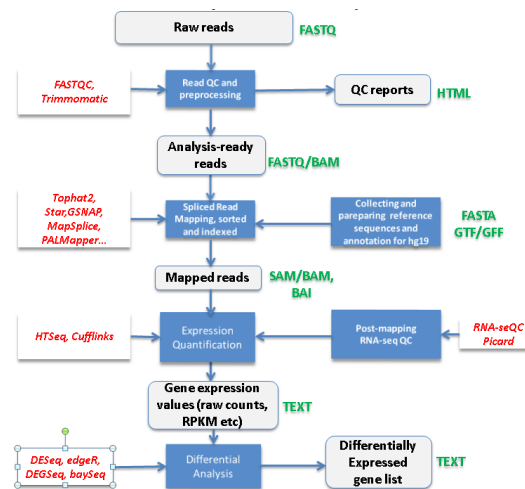 Raw reads
FASTQ
FASTQC,
Trimmomatic
Read QC and
preprocessing
QC reports
HTML
Analysis-ready
reads
FASTQ/BAM
Tophat2,
Star,GSNAP,
MapSplice,
PALMapper...
Spliced Read
Mapping, sorted
and indexed
Collecting and
pareparing reference
sequences and
annotation for hg19
FASTA
GTF/GFF
Mapped reads
SAM/BAM,
BAI
HTSeq, Cufflinks
Expression
Quantification
Post-mapping
RNA-seq QC
RNA-seQC
Picard
Gene expression
values (raw counts,
RPKM etc)
TEXT
DESeq, edgeR,
DEGSeq, baySeq
Differential
Analysis
Differentially
Expressed
gene list
TEXT